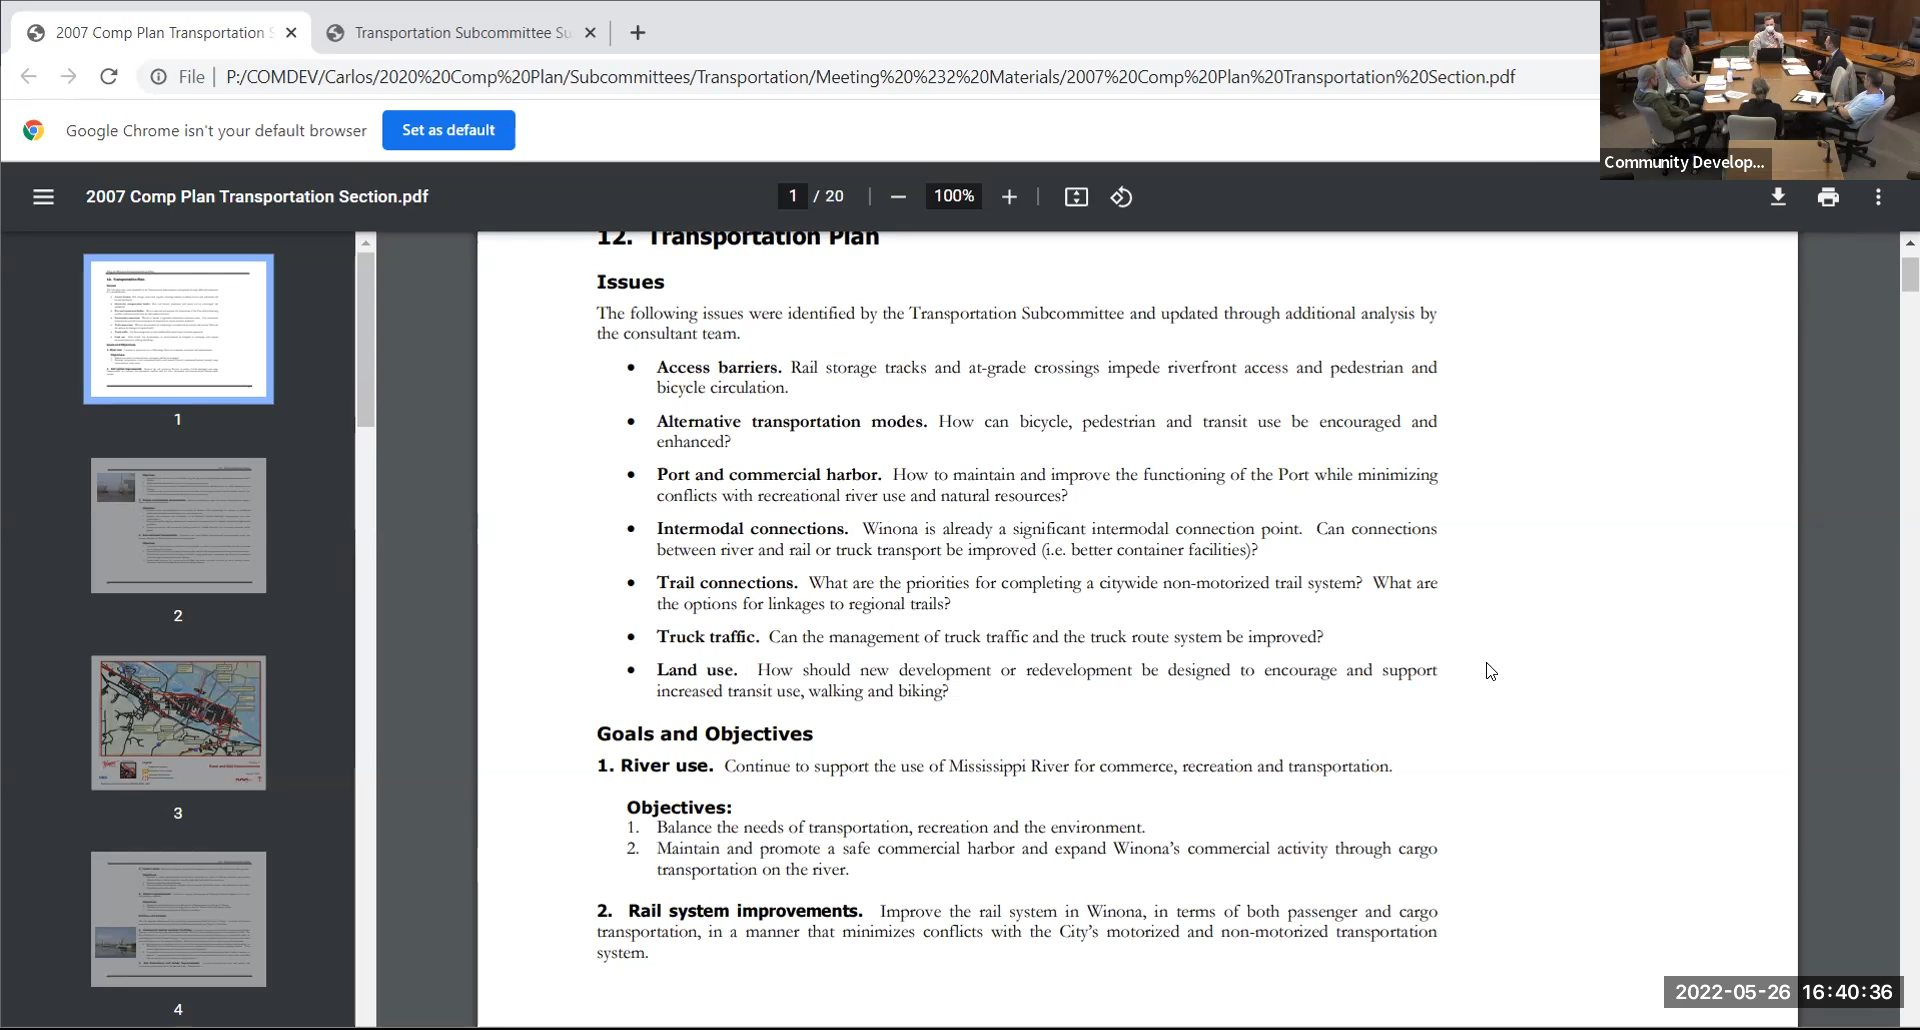 2007 Comp Plan Transportation S
Transportation Subcommittee Su
File
P:/COMDEV/Carlos/2020%20Comp%20Plan/Subcommittees/Transportation/Meeting%20%232%20Materials/2007%20Comp%20Plan%20Transportation%20Section.pdf
Google Chrome isn't your default browser
Set as default
Community Develop...
2007 Comp Plan Transportation Section.pdf
1 / 20
100%
1
2
3
4
12. Transportation Plan
Issues
The following issues were identified by the Transportation Subcommittee and updated through additional analysis by
the consultant team.
• Access barriers. Rail storage tracks and at-grade crossings impede riverfront access and pedestrian and
bicycle circulation.
• Alternative transportation modes. How can bicycle, pedestrian and transit use be encouraged and
enhanced?
• Port and commercial harbor. How to maintain and improve the functioning of the Port while minimizing
conflicts with recreational river use and natural resources?
• Intermodal connections. Winona is already a significant intermodal connection point. Can connections
between river and rail or truck transport be improved (i.e. better container facilities)?
• Trail connections. What are the priorities for completing a citywide non-motorized trail system? What are
the options for linkages to regional trails?
• Truck traffic. Can the management of truck traffic and the truck route system be improved?
• Land use. How should new development or redevelopment be designed to encourage and support
increased transit use, walking and biking?
Goals and Objectives
1. River use. Continue to support the use of Mississippi River for commerce, recreation and transportation.
Objectives:
1. Balance the needs of transportation, recreation and the environment.
2. Maintain and promote a safe commercial harbor and expand Winona's commercial activity through cargo
transportation on the river.
2. Rail system improvements. Improve the rail system in Winona, in terms of both passenger and cargo
transportation, in a manner that minimizes conflicts with the City's motorized and non-motorized transportation
system.
2022-05-26 16:40:36